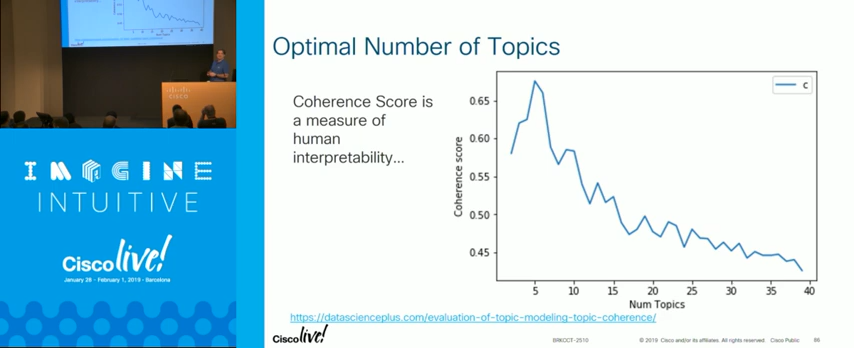 Optimal Number of Topics
Coherence Score is
a measure of
human
interpretability...
c
Coherence score
0.65
0.60
0.55
0.50
0.45
5
10
15
20
25
30
35
40
Num Topics
https://datascienceplus.com/evaluation-of-topic-modeling-topic-coherence/
IMAGINE
INTUITIVE
Cisco live!
January 28 - February 1, 2019 · Barcelona
Cisco live!
BRKCCT-2510
© 2019 Cisco and/or its affiliates. All rights reserved. Cisco Public
cisco